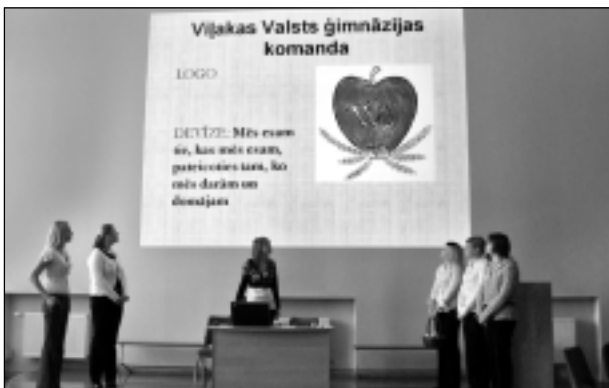 Viļakas Valsts ģimnāzijas
komanda
LOGO
DEVĪZE: Mēs esam
tie, kas mēs esam,
pateicoties tam, ko
mēs darām un
domājam